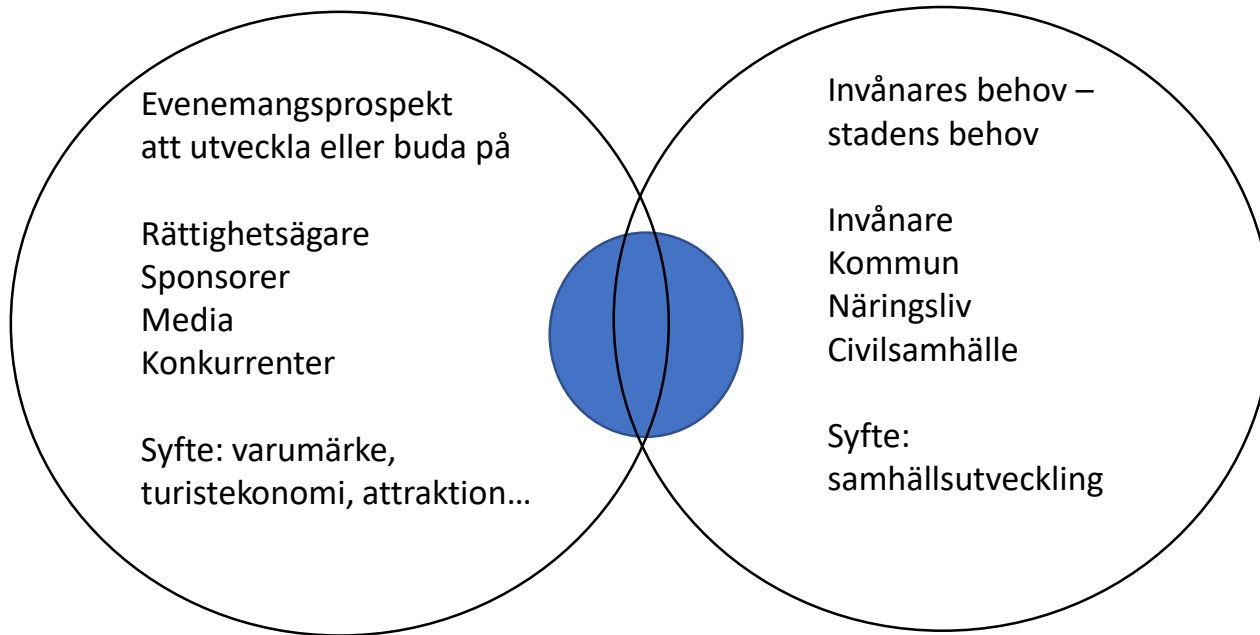 Evenemangsprospekt
att utveckla eller buda på
Rättighetsägare
Sponsorer
Media
Konkurrenter
Syfte: varumärke,
turistekonomi, attraktion…
Invånares behov –
stadens behov
Invånare
Kommun
Näringsliv
Civilsamhälle
Syfte:
samhällsutveckling